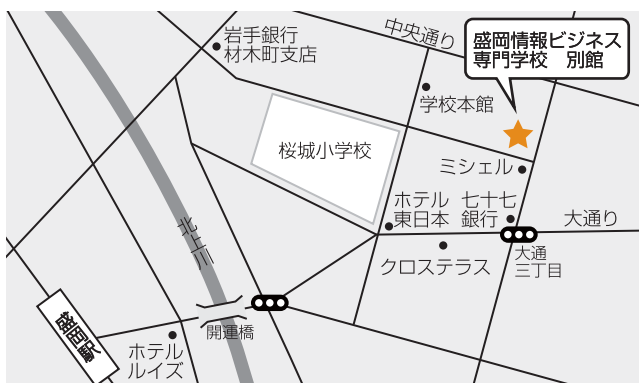 岩手銀行
材木町支店
中央通り
盛岡情報ビジネス
専門学校　別館
学校本館
桜城小学校
ミシェル
ホテル
東日本
七十七
銀行
大通り
クロステラス
大通
三丁目
北上川
開運橋
盛岡駅
ホテル
ルイズ